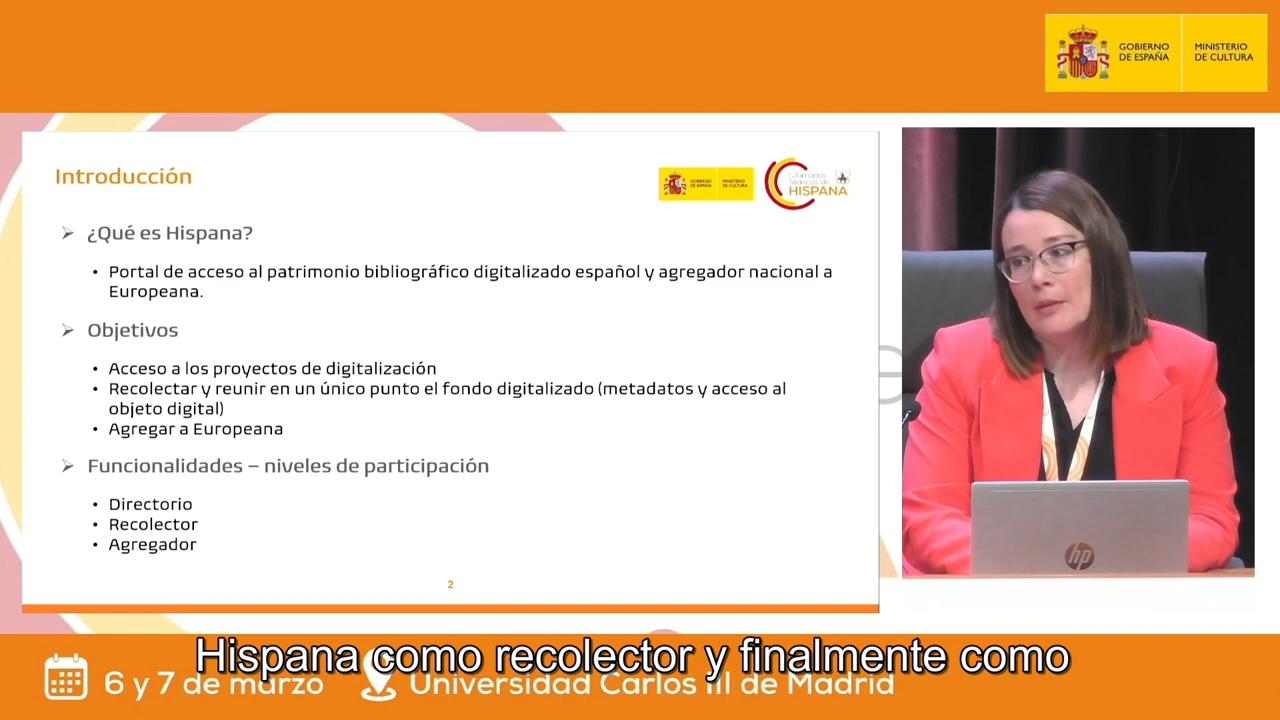 GOBIERNO
DE ESPAÑA
MINISTERIO
DE CULTURA
Introducción
GOBIERNO
DE ESPAÑA
MINISTERIO
DE CULTURA
I Jornadas
Técnicas de
HISPANA
¿Qué es Hispana?
• Portal de acceso al patrimonio bibliográfico digitalizado español y agregador nacional a
Europeana.
Objetivos
• Acceso a los proyectos de digitalización
• Recolectar y reunir en un único punto el fondo digitalizado (metadatos y acceso al
objeto digital)
• Agregar a Europeana
Funcionalidades – niveles de participación
• Directorio
• Recolector
• Agregador
2
hp
Hispana como recolector y finalmente como
6 y 7 de marzo
Universidad Carlos III de Madrid